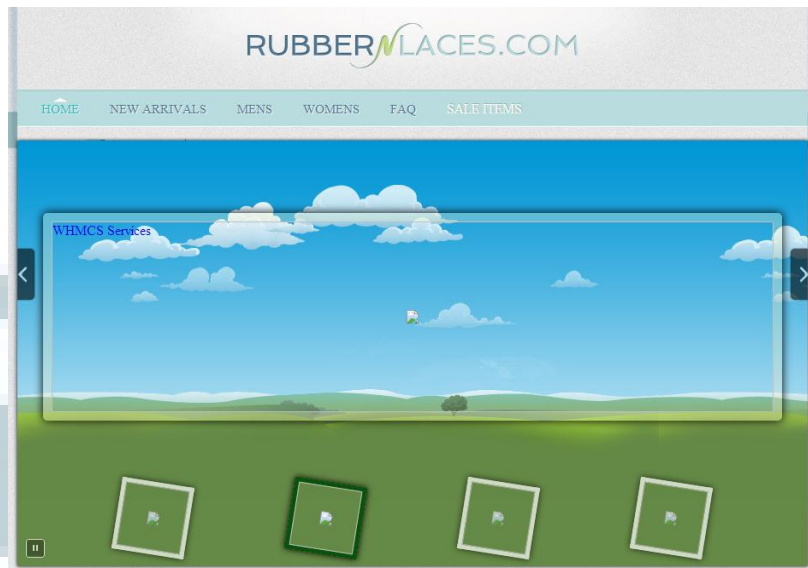 RUBBERNLACES.COM
HOME NEW ARRIVALS MENS WOMENS FAQ SALE ITEMS
WHMCS Services